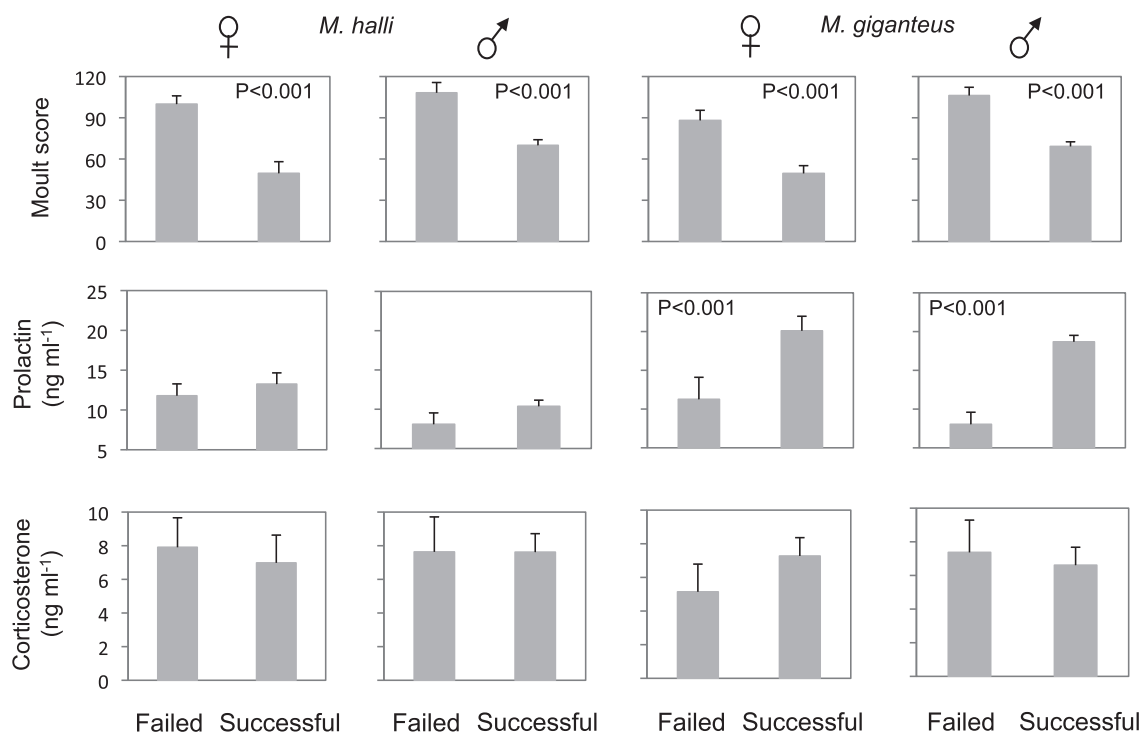 ♀ M. halli ♂ ♀ M. giganteus ♂
120 P<0.001 P<0.001 P<0.001 P<0.001
90
60
30
0
Moult score
25
20
15
10
5
P<0.001 P<0.001
Prolactin
(ng ml-1)
10
8
6
4
2
0
Corticosterone
(ng ml-1)
Failed Successful Failed Successful Failed Successful Failed Successful